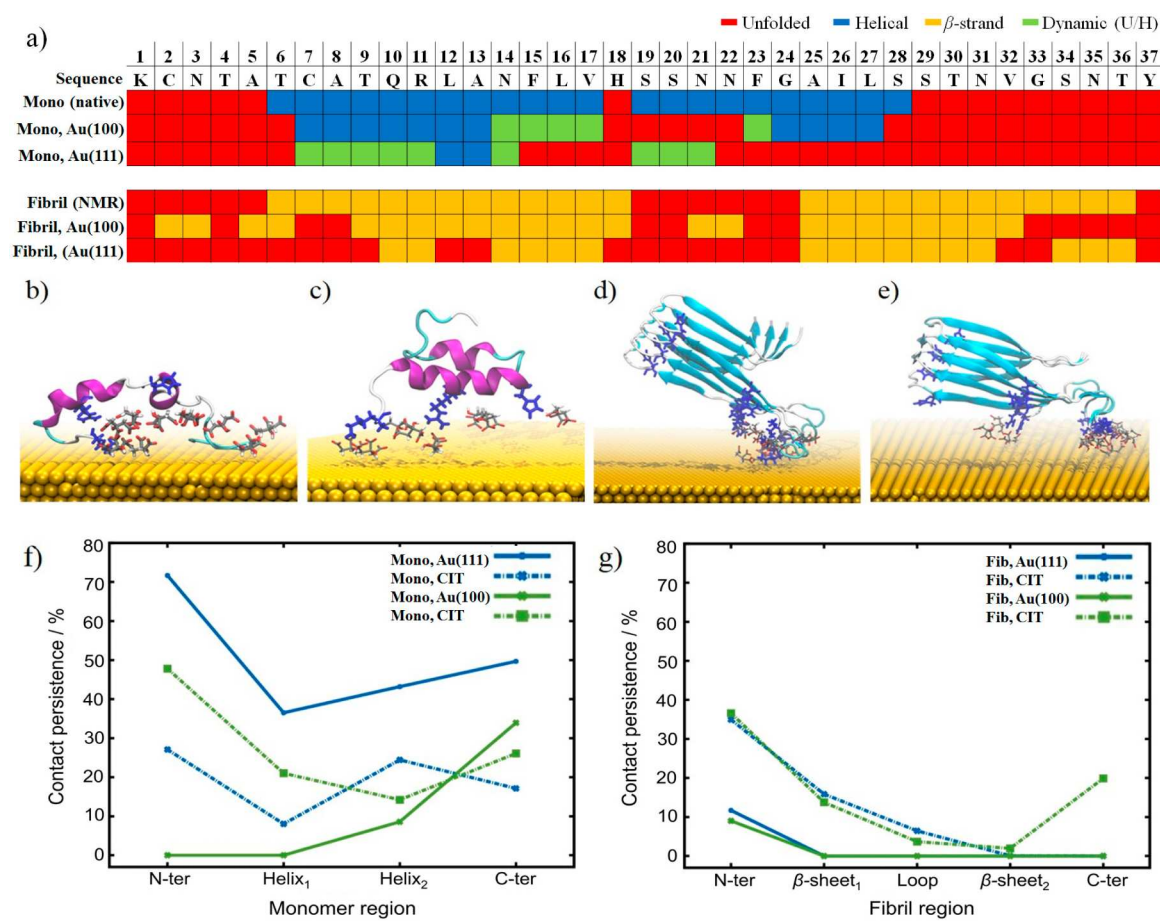 Unfolded Helical β-strand Dynamic (U/H)
a)
1 2 3 4 5 6 7 8 9 10 11 12 13 14 15 16 17 18 19 20 21 22 23 24 25 26 27 28 29 30 31 32 33 34 35 36 37
Sequence K C N T A T C A T Q R L A N F L V H S S N N F G A I L S S T N V G S N T Y
Mono (native)
Mono, Au(100)
Mono, Au(111)
Fibril (NMR)
Fibril, Au(100)
Fibril, (Au(111)
b) c) d) e)
f)
80
70
60
50
40
30
20
10
0
Contact persistence / %
Mono, Au(111)
Mono, CIT
Mono, Au(100)
Mono, CIT
N-ter Helix1 Helix2 C-ter
Monomer region
g)
80
70
60
50
40
30
20
10
0
Contact persistence / %
Fib, Au(111)
Fib, CIT
Fib, Au(100)
Fib, CIT
N-ter β-sheet1 Loop β-sheet2 C-ter
Fibril region